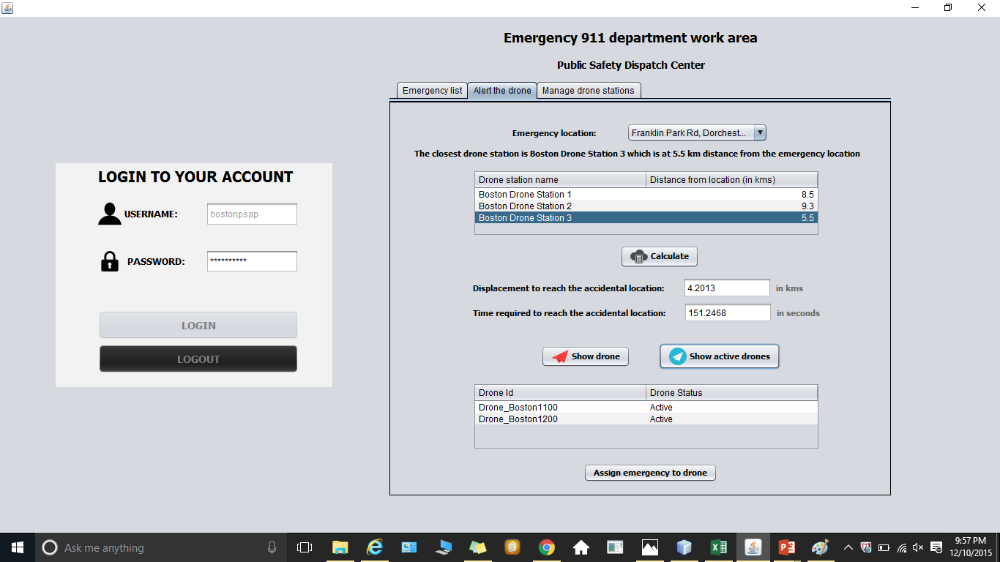 Emergency 911 department work area
Public Safety Dispatch Center
Emergency list Alert the drone Manage drone stations
Emergency location: Franklin Park Rd, Dorchest...
The closest drone station is Boston Drone Station 3 which is at 5.5 km distance from the emergency location
Drone station name Distance from location (in kms)
Boston Drone Station 1 8.5
Boston Drone Station 2 9.3
Boston Drone Station 3 5.5
Calculate
Displacement to reach the accidental location: 4.2013 in kms
Time required to reach the accidental location: 151.2468 in seconds
Show drone Show active drones
Drone Id Drone Status
Drone_Boston1100 Active
Drone_Boston1200 Active
Assign emergency to drone
LOGIN TO YOUR ACCOUNT
USERNAME: bostonpsap
PASSWORD: **********
LOGIN
LOGOUT
Ask me anything
9:57 PM
12/10/2015